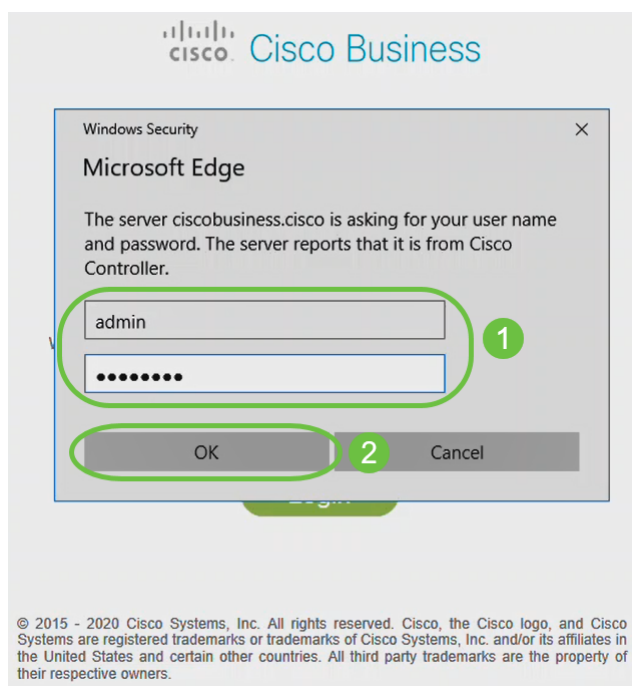 CISCO Cisco Business
Windows Security
Microsoft Edge
The server ciscobusiness.cisco is asking for your user name
and password. The server reports that it is from Cisco
Controller.
admin
1
OK
2
Cancel
© 2015 - 2020 Cisco Systems, Inc. All rights reserved. Cisco, the Cisco logo, and Cisco
Systems are registered trademarks or trademarks of Cisco Systems, Inc. and/or its affiliates in
the United States and certain other countries. All third party trademarks are the property of
their respective owners.